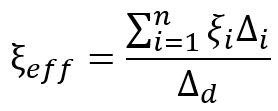 ξ_eff = (∑_{i=1}^{n} ξ_i Δ_i) / Δ_d